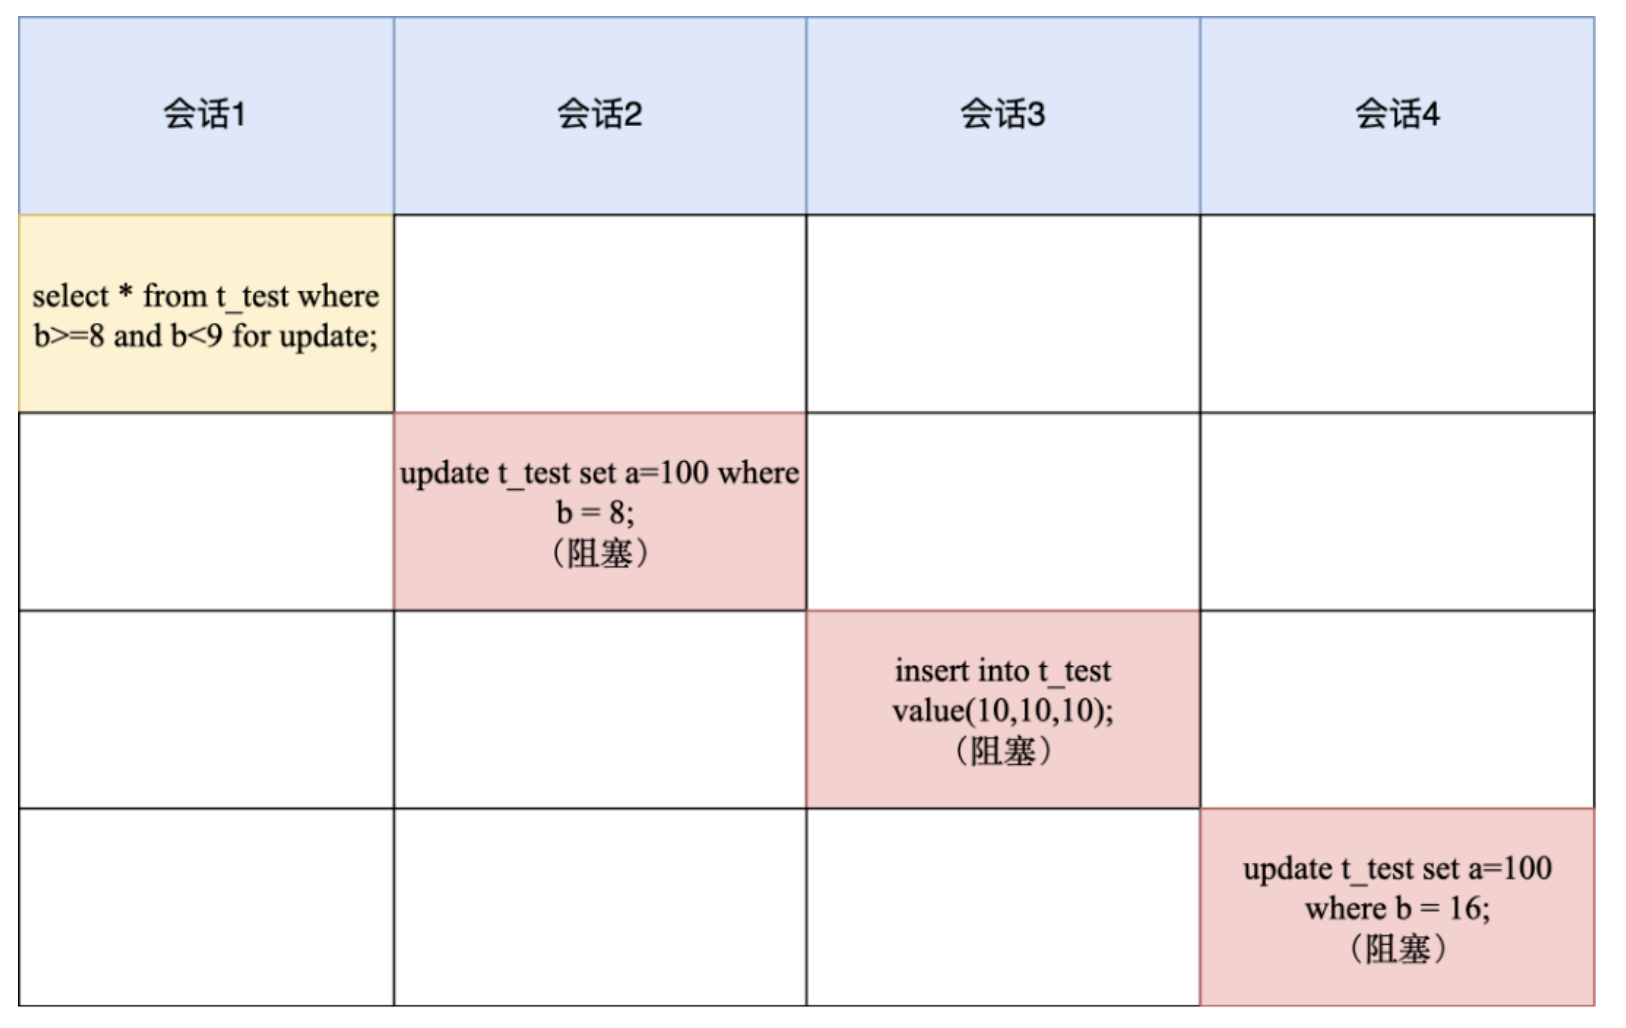 会话1
会话2
会话3
会话4
select * from t_test where
b>=8 and b<9 for update;
update t_test set a=100 where
b = 8;
（阻塞）
insert into t_test
value(10,10,10);
（阻塞）
update t_test set a=100
where b = 16;
（阻塞）